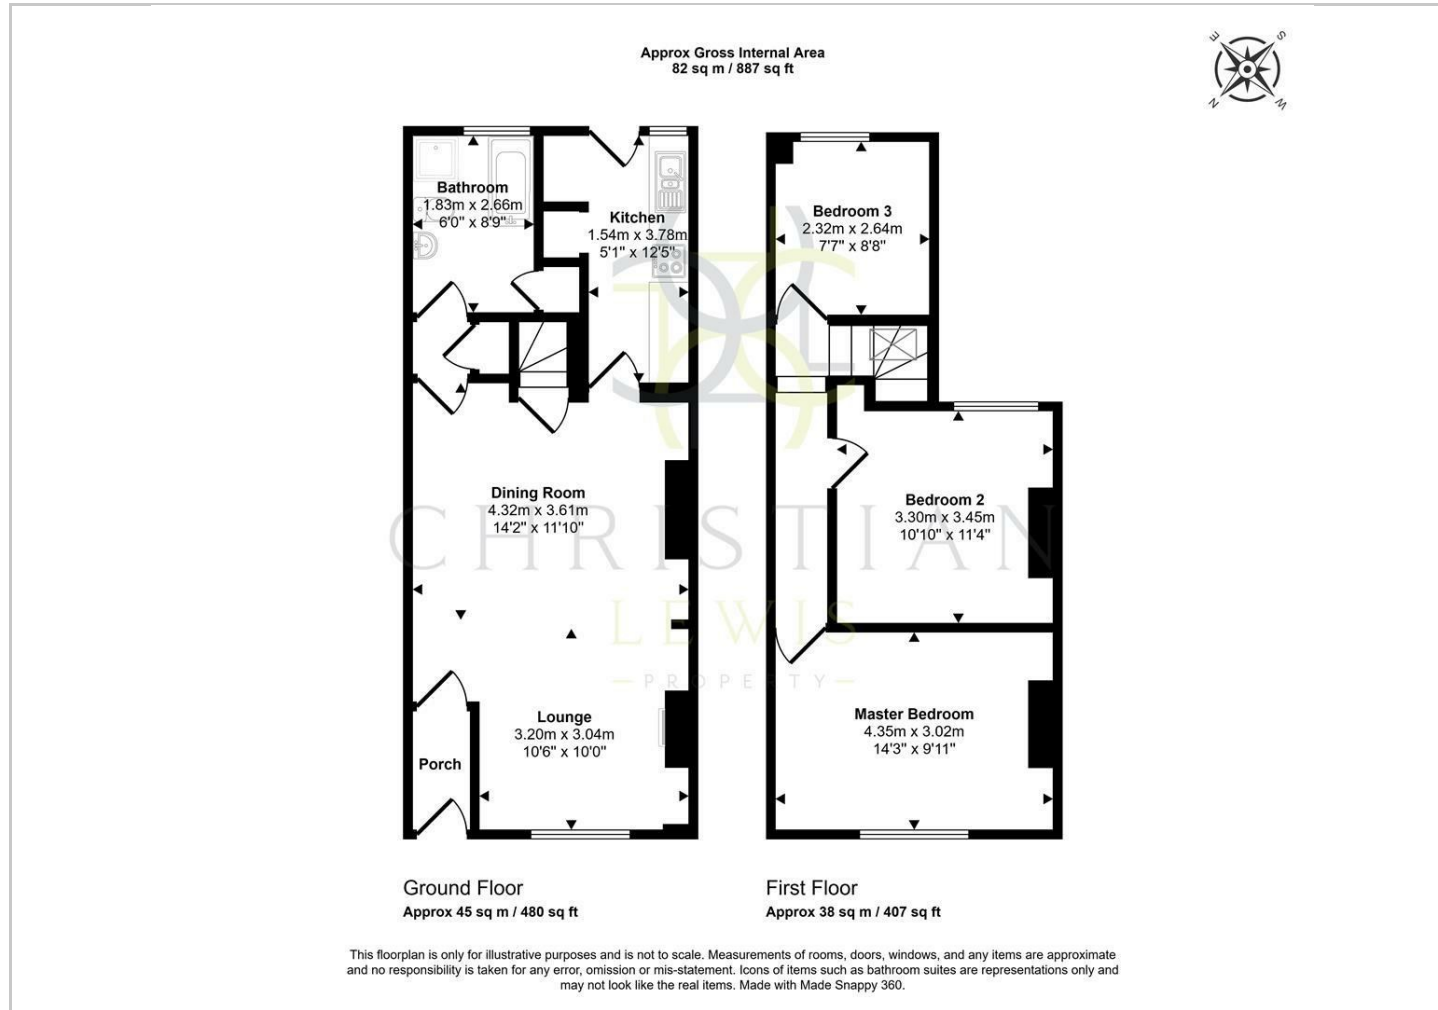 Approx Gross Internal Area
82 sq m / 887 sq ft
E
S
N
W
Bathroom
1.83m x 2.66m
6'0" x 8'9"
Kitchen
1.54m x 3.78m
5'1" x 12'5"
Bedroom 3
2.32m x 2.64m
7'7" x 8'8"
Dining Room
4.32m x 3.61m
14'2" x 11'10"
Bedroom 2
3.30m x 3.45m
10'10" x 11'4"
CHRISTIAN
LEWIS
PROPERTY
Lounge
3.20m x 3.04m
10'6" x 10'0"
Porch
Master Bedroom
4.35m x 3.02m
14'3" x 9'11"
Ground Floor
Approx 45 sq m / 480 sq ft
First Floor
Approx 38 sq m / 407 sq ft
This floorplan is only for illustrative purposes and is not to scale. Measurements of rooms, doors, windows, and any items are approximate
and no responsibility is taken for any error, omission or mis-statement. Icons of items such as bathroom suites are representations only and
may not look like the real items. Made with Made Snappy 360.